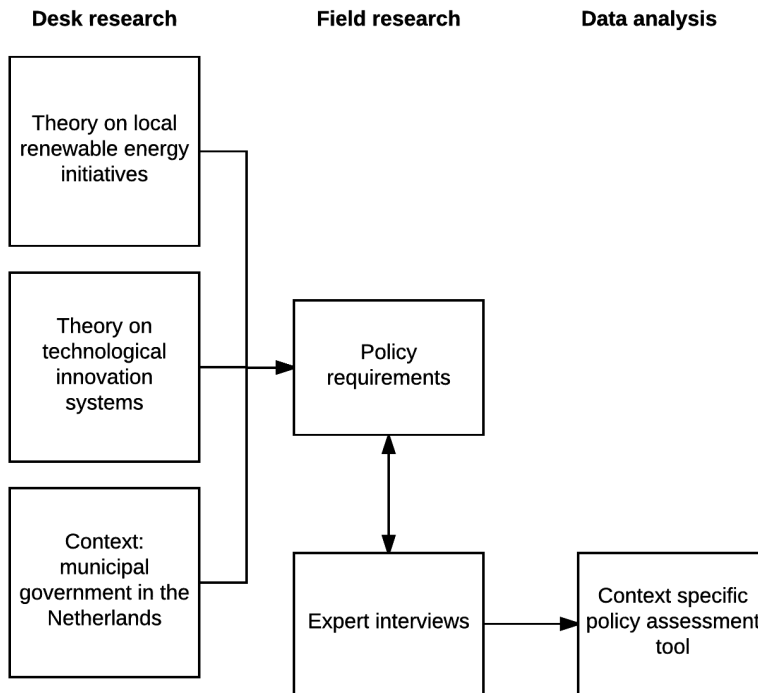 Desk research
Field research
Data analysis
Theory on local
renewable energy
initiatives
Theory on
technological
innovation
systems
Policy
requirements
Context:
municipal
government in the
Netherlands
Expert interviews
Context specific
policy assessment
tool